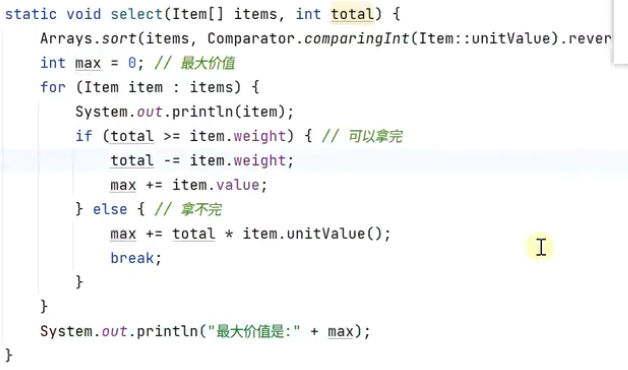 static void select(Item[] items, int total) {
    Arrays.sort(items, Comparator.comparingInt(Item::unitValue).rever
    int max = 0; // 最大价值
    for (Item item : items) {
        System.out.println(item);
        if (total >= item.weight) { // 可以拿完
            total -= item.weight;
            max += item.value;
        } else { // 拿不完
            max += total * item.unitValue();
            break;
        }
    }
    System.out.println("最大价值是:" + max);
}